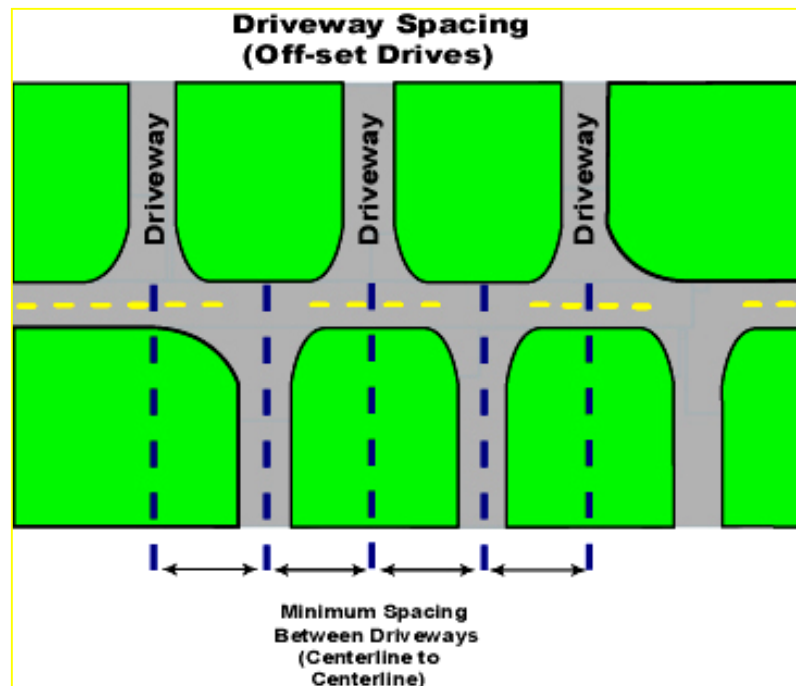 Driveway Spacing
(Off-set Drives)
Driveway
Driveway
Driveway
Minimum Spacing
Between Driveways
(Centerline to
Centerline)